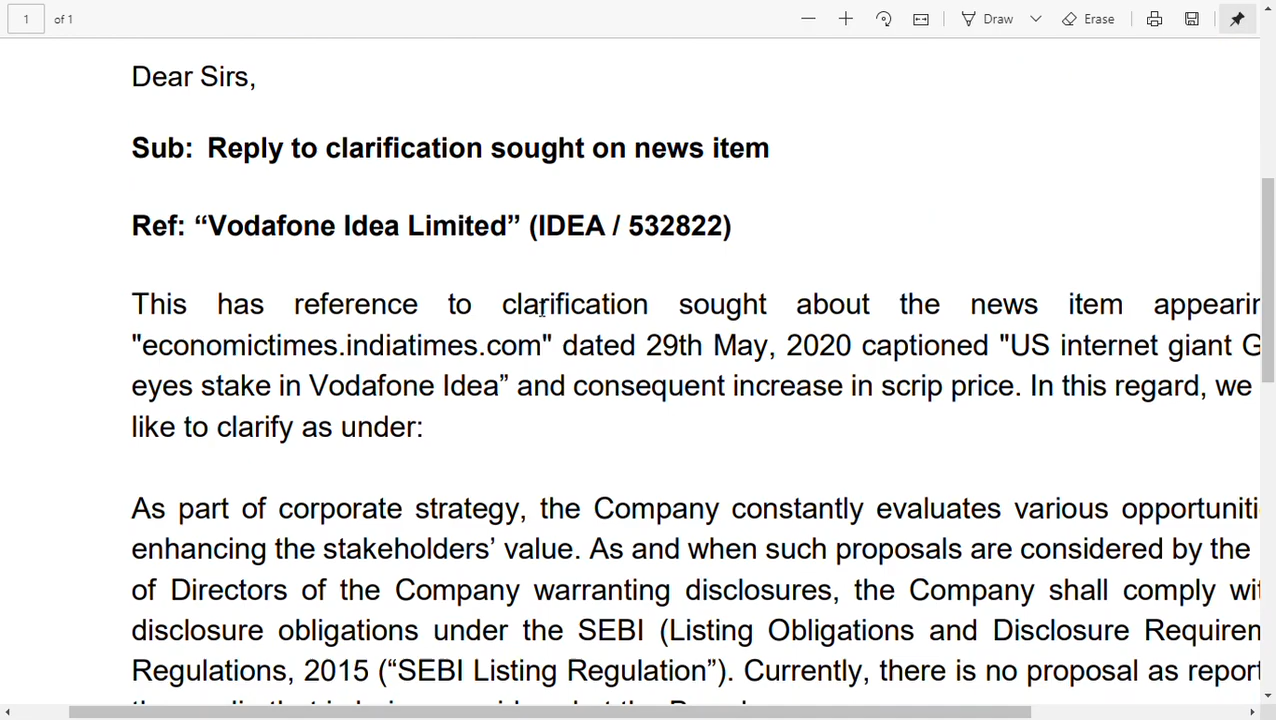 1 of 1 Draw Erase
Dear Sirs,
Sub: Reply to clarification sought on news item
Ref: “Vodafone Idea Limited” (IDEA / 532822)
This has reference to clarification sought about the news item
"economictimes.indiatimes.com" dated 29th May, 2020 captioned "US internet giant
eyes stake in Vodafone Idea” and consequent increase in scrip price. In this regard, we
like to clarify as under:
As part of corporate strategy, the Company constantly evaluates various
enhancing the stakeholders’ value. As and when such proposals are considered by the
of Directors of the Company warranting disclosures, the Company shall comply
disclosure obligations under the SEBI (Listing Obligations and Disclosure
Regulations, 2015 (“SEBI Listing Regulation”). Currently, there is no proposal as